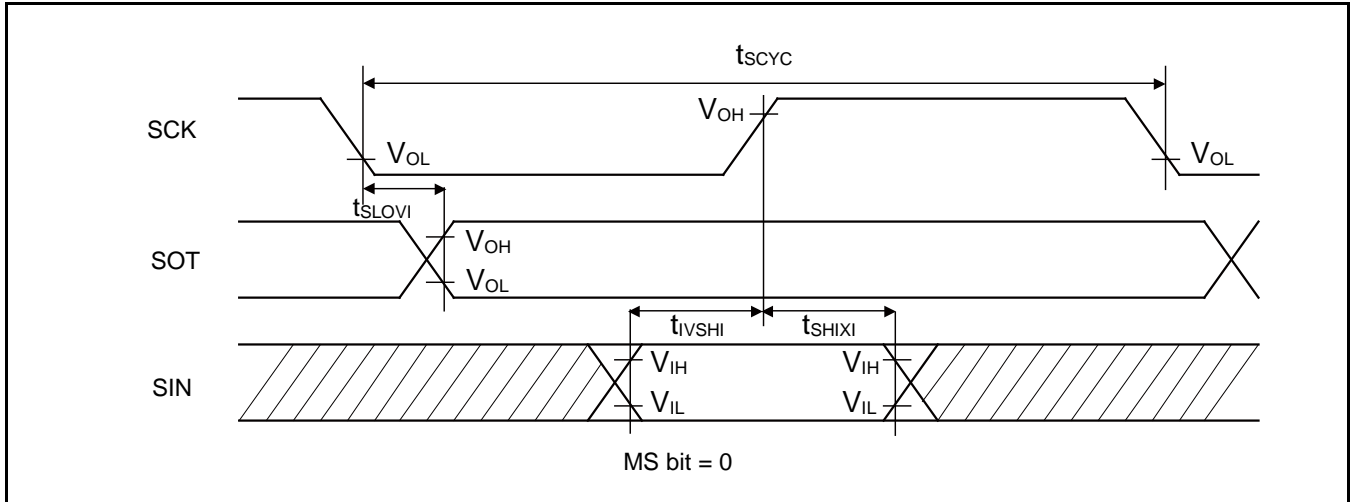 tSCYC
SCK
VOH
VOL
VOL
tSLOVI
SOT
VOH
VOL
tIVSHI
tSHIXI
SIN
VIH
VIH
VIL
VIL
MS bit = 0